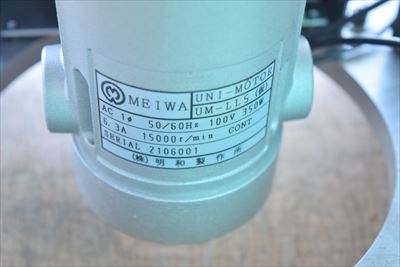 MEIWA UNI-MOTOR
UM-LL5 (仮)
AC 1φ 50/60Hz 100V 350W
6.3A 15000r/min CONT
SERIAL 2106001
(株) 明和製作所